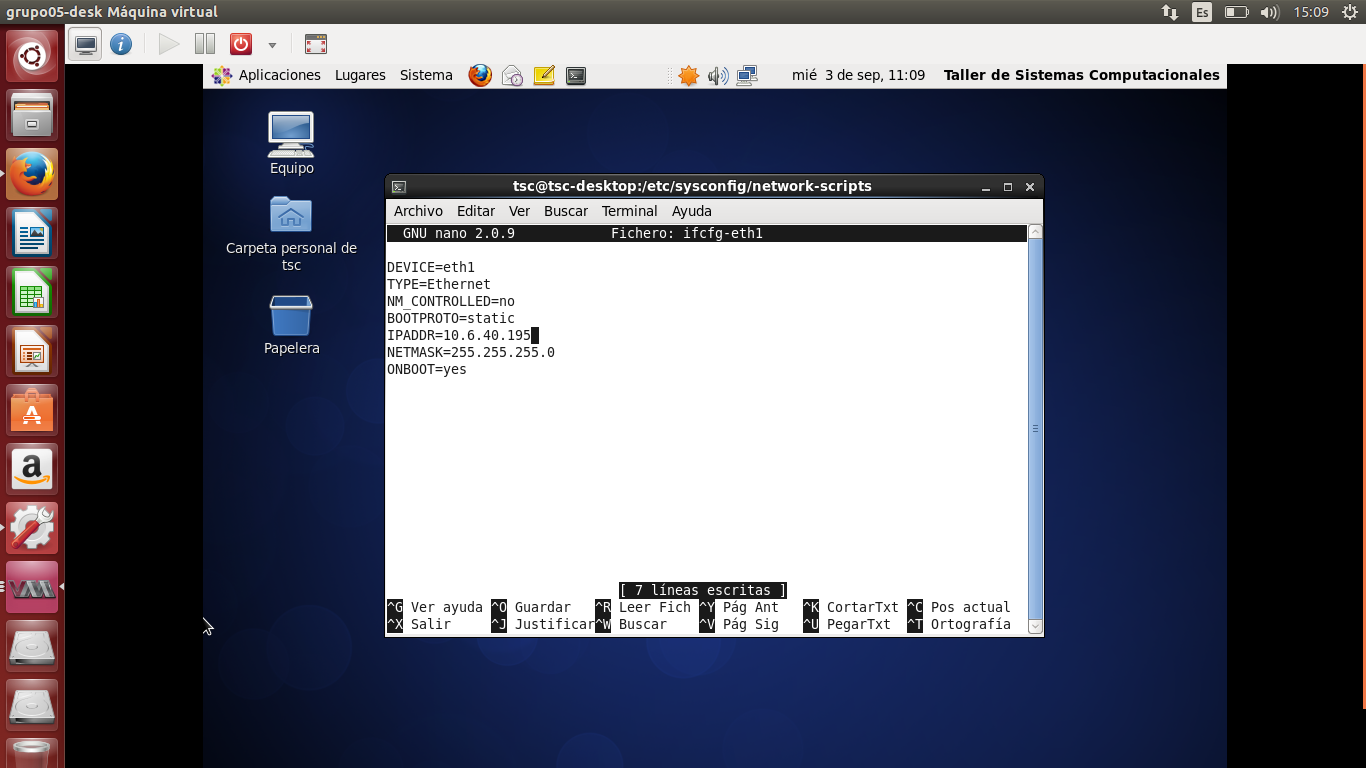 grupo05-desk Máquina virtual
Es
15:09
Aplicaciones Lugares Sistema
mié 3 de sep, 11:09
Taller de Sistemas Computacionales
Equipo
Carpeta personal de
tsc
Papelera
tsc@tsc-desktop:/etc/sysconfig/network-scripts
Archivo Editar Ver Buscar Terminal Ayuda
GNU nano 2.0.9 Fichero: ifcfg-eth1
DEVICE=eth1
TYPE=Ethernet
NM_CONTROLLED=no
BOOTPROTO=static
IPADDR=10.6.40.195
NETMASK=255.255.255.0
ONBOOT=yes
[ 7 líneas escritas ]
^G Ver ayuda ^O Guardar ^R Leer Fich ^Y Pág Ant ^K CortarTxt ^C Pos actual
^X Salir ^J Justificar ^W Buscar ^V Pág Sig ^U PegarTxt ^T Ortografía